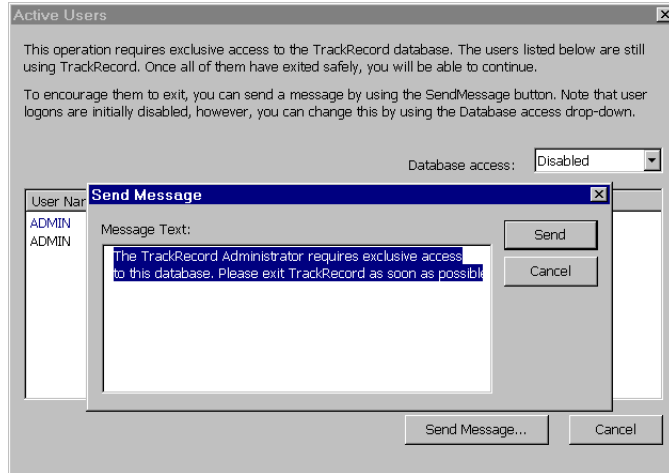 Active Users
This operation requires exclusive access to the TrackRecord database. The users listed below are still
using TrackRecord. Once all of them have exited safely, you will be able to continue.
To encourage them to exit, you can send a message by using the SendMessage button. Note that user
logons are initially disabled, however, you can change this by using the Database access drop-down.
Database access: Disabled
User Nar
ADMIN
ADMIN
Send Message
Message Text:
The TrackRecord Administrator requires exclusive access
to this database. Please exit TrackRecord as soon as possible
Send
Cancel
Send Message...
Cancel